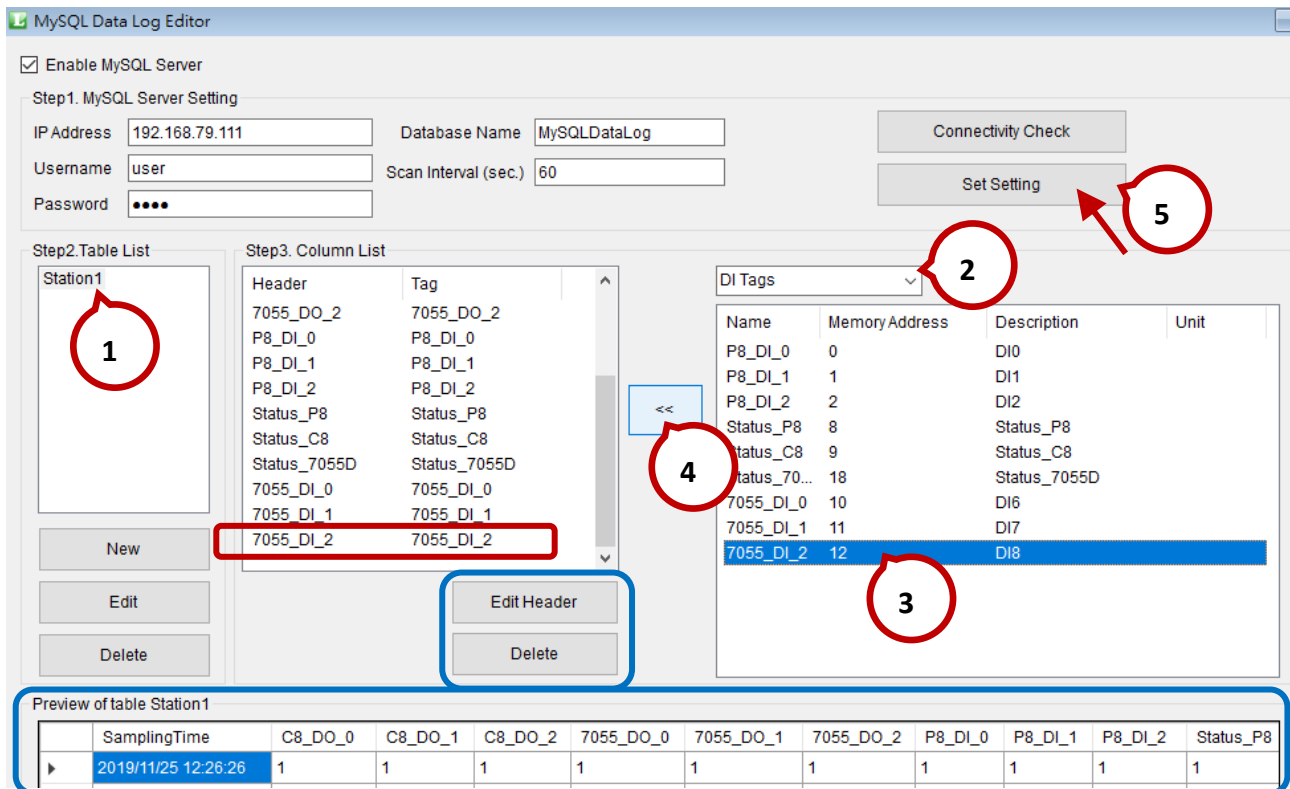 MySQL Data Log Editor
Enable MySQL Server
Step1. MySQL Server Setting
IP Address 192.168.79.111 Database Name MySQLDataLog Connectivity Check
Username user Scan Interval (sec.) 60 Set Setting
Password ●●●● 5
Step2.Table List Step3. Column List
Station1 DI Tags 2
1
Header Tag
7055_DO_2 7055_DO_2
P8_DI_0 P8_DI_0
P8_DI_1 P8_DI_1
P8_DI_2 P8_DI_2
Status_P8 Status_P8
Status_C8 Status_C8
Status_7055D Status_7055D
7055_DI_0 7055_DI_0
7055_DI_1 7055_DI_1
7055_DI_2 7055_DI_2
<<
4
Name Memory Address Description Unit
P8_DI_0 0 DI0
P8_DI_1 1 DI1
P8_DI_2 2 DI2
Status_P8 8 Status_P8
Status_C8 9 Status_C8
Status_70... 18 Status_7055D
7055_DI_0 10 DI6
7055_DI_1 11 DI7
7055_DI_2 12 DI8
3
New
Edit Edit Header
Delete Delete
Preview of table Station1
SamplingTime C8_DO_0 C8_DO_1 C8_DO_2 7055_DO_0 7055_DO_1 7055_DO_2 P8_DI_0 P8_DI_1 P8_DI_2 Status_P8
2019/11/25 12:26:26 1 1 1 1 1 1 1 1 1 1